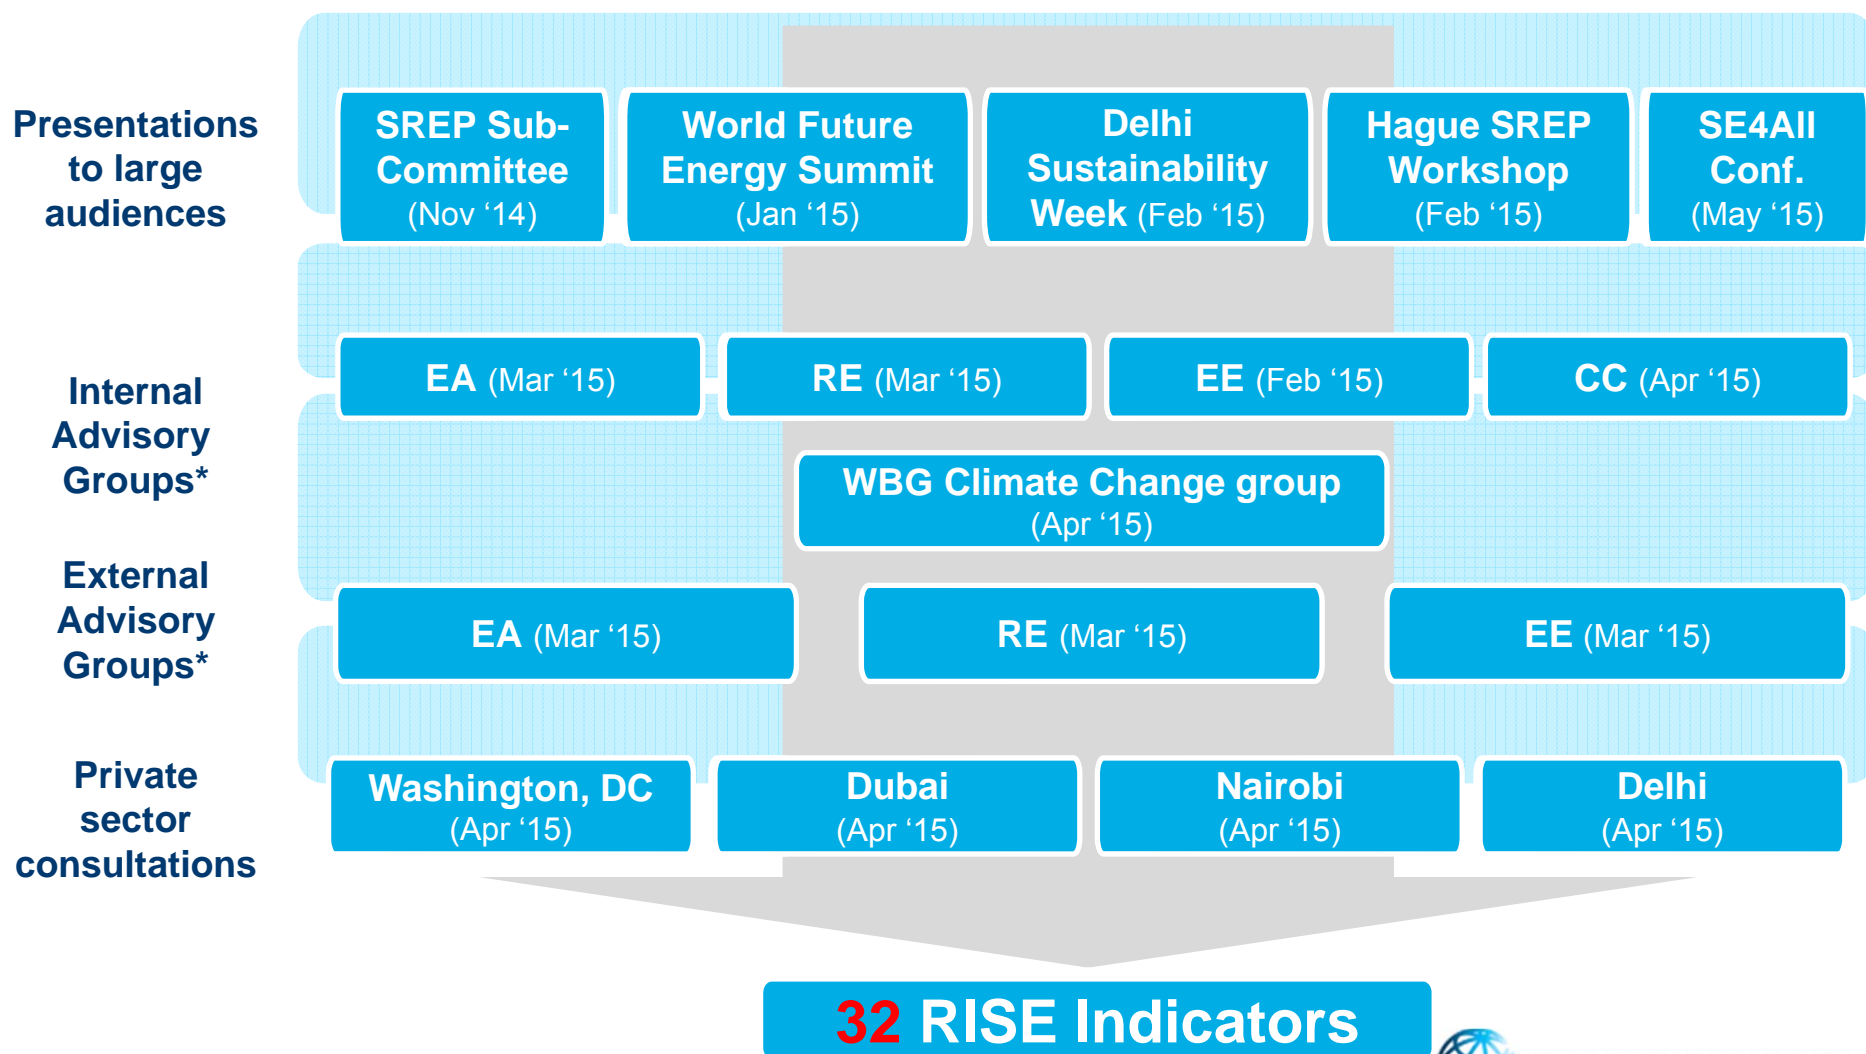 Presentations
to large
audiences
SREP Sub-
Committee
(Nov ‘14)
World Future
Energy Summit
(Jan ‘15)
Delhi
Sustainability
Week (Feb ‘15)
Hague SREP
Workshop
(Feb ‘15)
SE4All
Conf.
(May ‘15)
Internal
Advisory
Groups*
EA (Mar ‘15)
RE (Mar ‘15)
EE (Feb ‘15)
CC (Apr ‘15)
WBG Climate Change group
(Apr ‘15)
External
Advisory
Groups*
EA (Mar ‘15)
RE (Mar ‘15)
EE (Mar ‘15)
Private
sector
consultations
Washington, DC
(Apr ‘15)
Dubai
(Apr ‘15)
Nairobi
(Apr ‘15)
Delhi
(Apr ‘15)
32 RISE Indicators